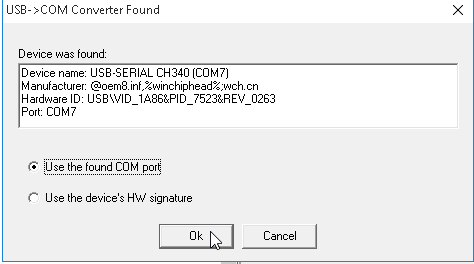 USB->COM Converter Found
Device was found:
Device name: USB-SERIAL CH340 (COM7)
Manufacturer: @oem8.inf,%winchiphead%;wch.cn
Hardware ID: USB\VID_1A86&PID_7523&REV_0263
Port: COM7
Use the found COM port
Use the device's HW signature
Ok Cancel